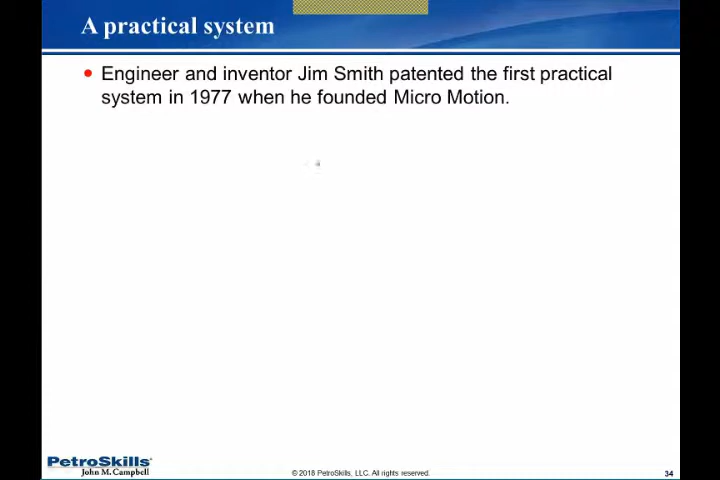 A practical system
• Engineer and inventor Jim Smith patented the first practical
system in 1977 when he founded Micro Motion.
PetroSkills
John M. Campbell
© 2018 PetroSkills, LLC. All rights reserved.
34